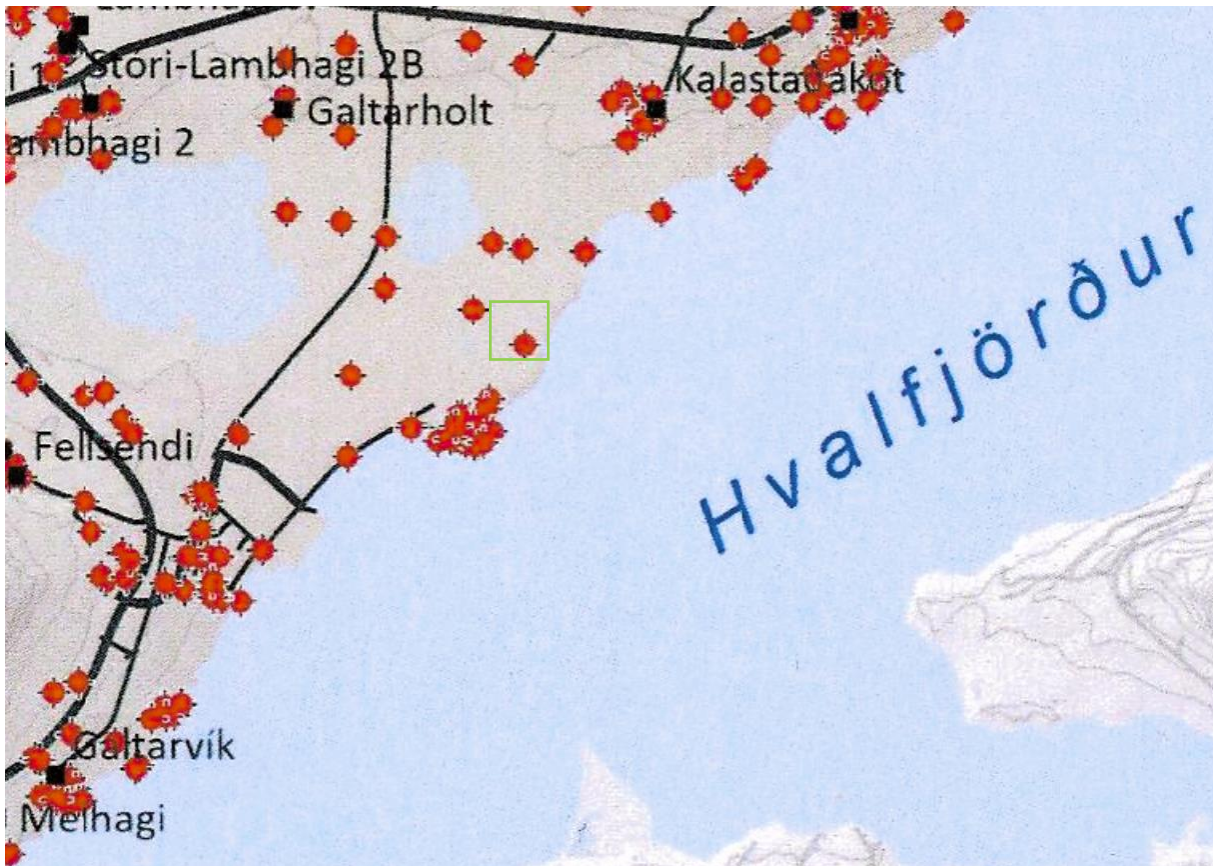 Stóri-Lambhagi 2B
Kalastaðakot
Galtarholt
ambhagi 2
Hvalfjörður
Fellsendi
Galtarvík
Melhagi